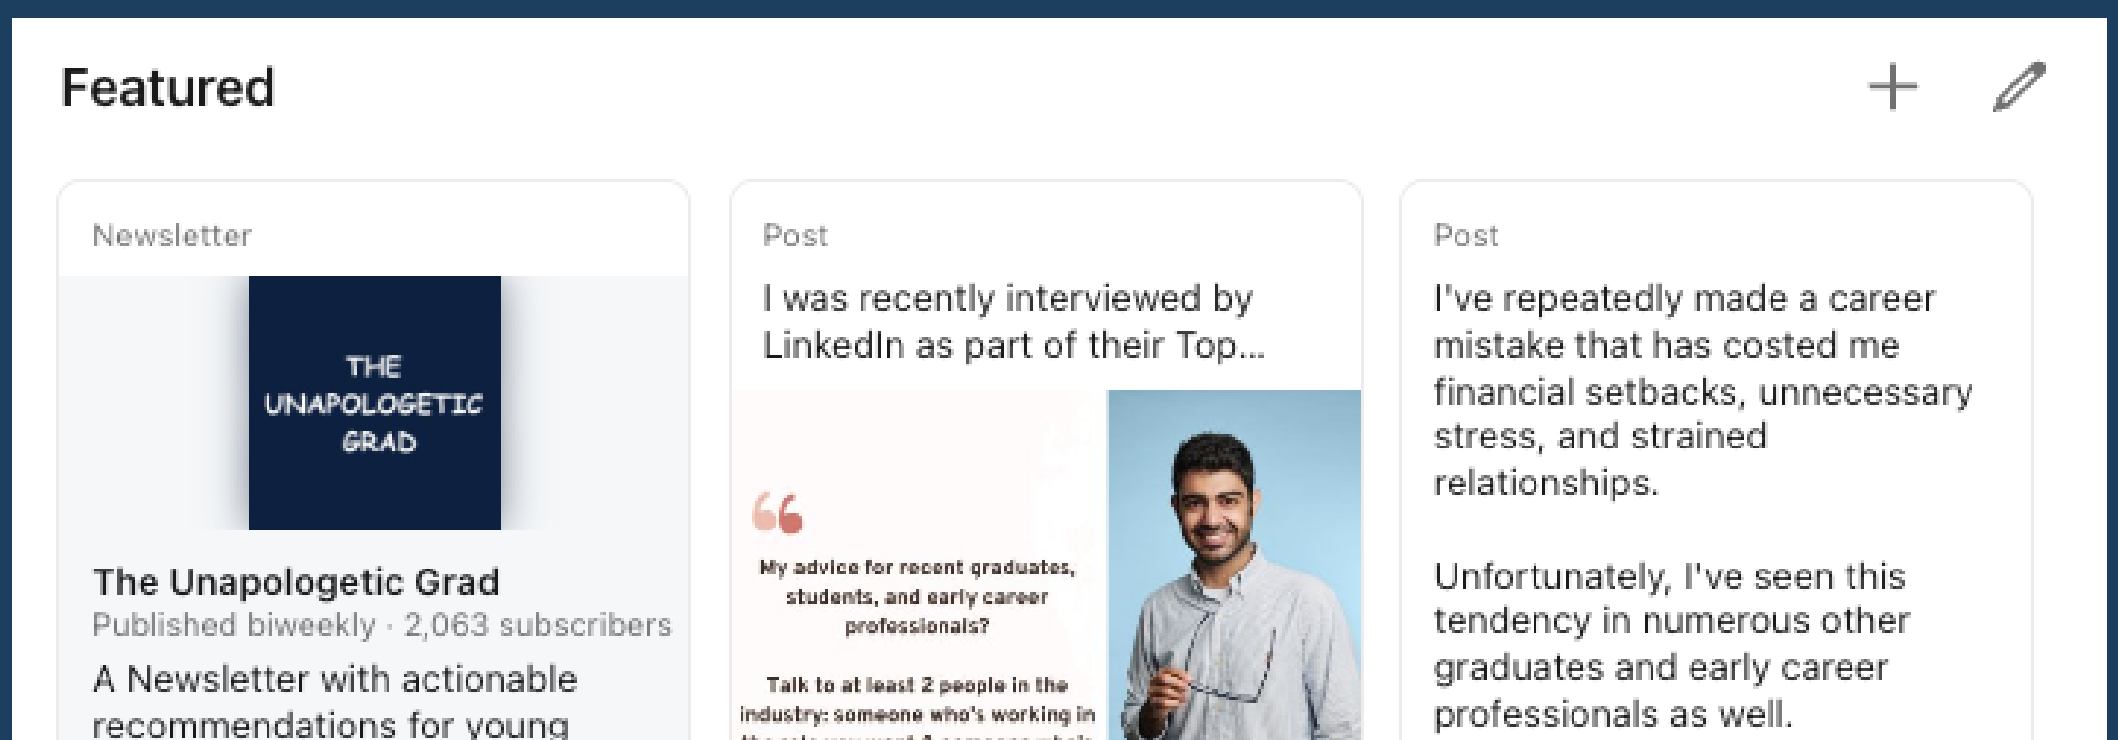 Featured
Newsletter
THE
UNAPOLOGETIC
GRAD
The Unapologetic Grad
Published biweekly · 2,063 subscribers
A Newsletter with actionable
recommendations for young
Post
I was recently interviewed by
LinkedIn as part of their Top...
My advice for recent graduates,
students, and early career
professionals?
Talk to at least 2 people in the
industry: someone who's working in
Post
I've repeatedly made a career
mistake that has costed me
financial setbacks, unnecessary
stress, and strained
relationships.
Unfortunately, I've seen this
tendency in numerous other
graduates and early career
professionals as well.